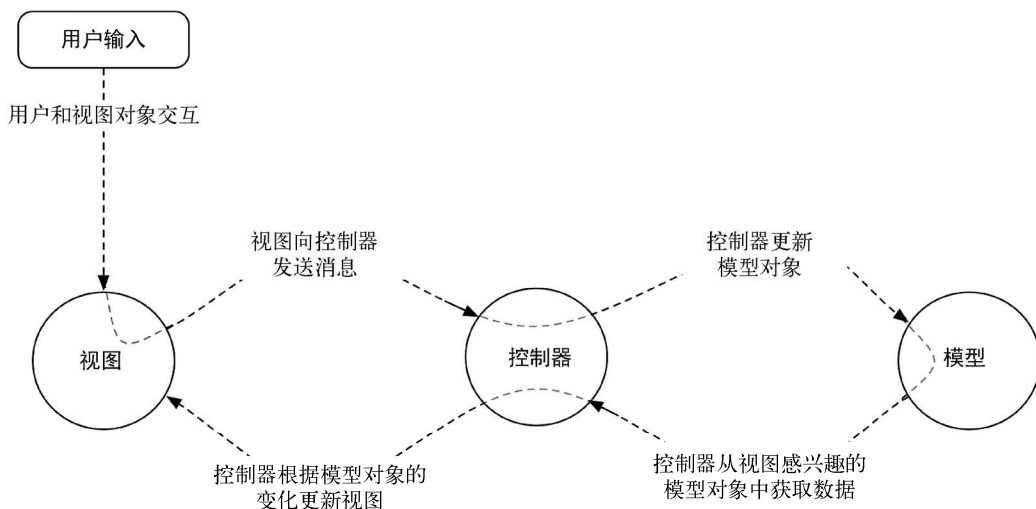 用户输入
用户和视图对象交互
视图向控制器
发送消息
控制器更新
模型对象
视图
控制器
模型
控制器根据模型对象的
变化更新视图
控制器从视图感兴趣的
模型对象中获取数据